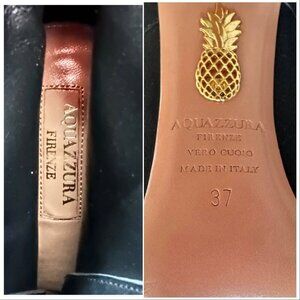 AQUAZZURA
FIRENZE
AQUAZZURA
FIRENZE
VERO CUOIO
MADE IN ITALY
37